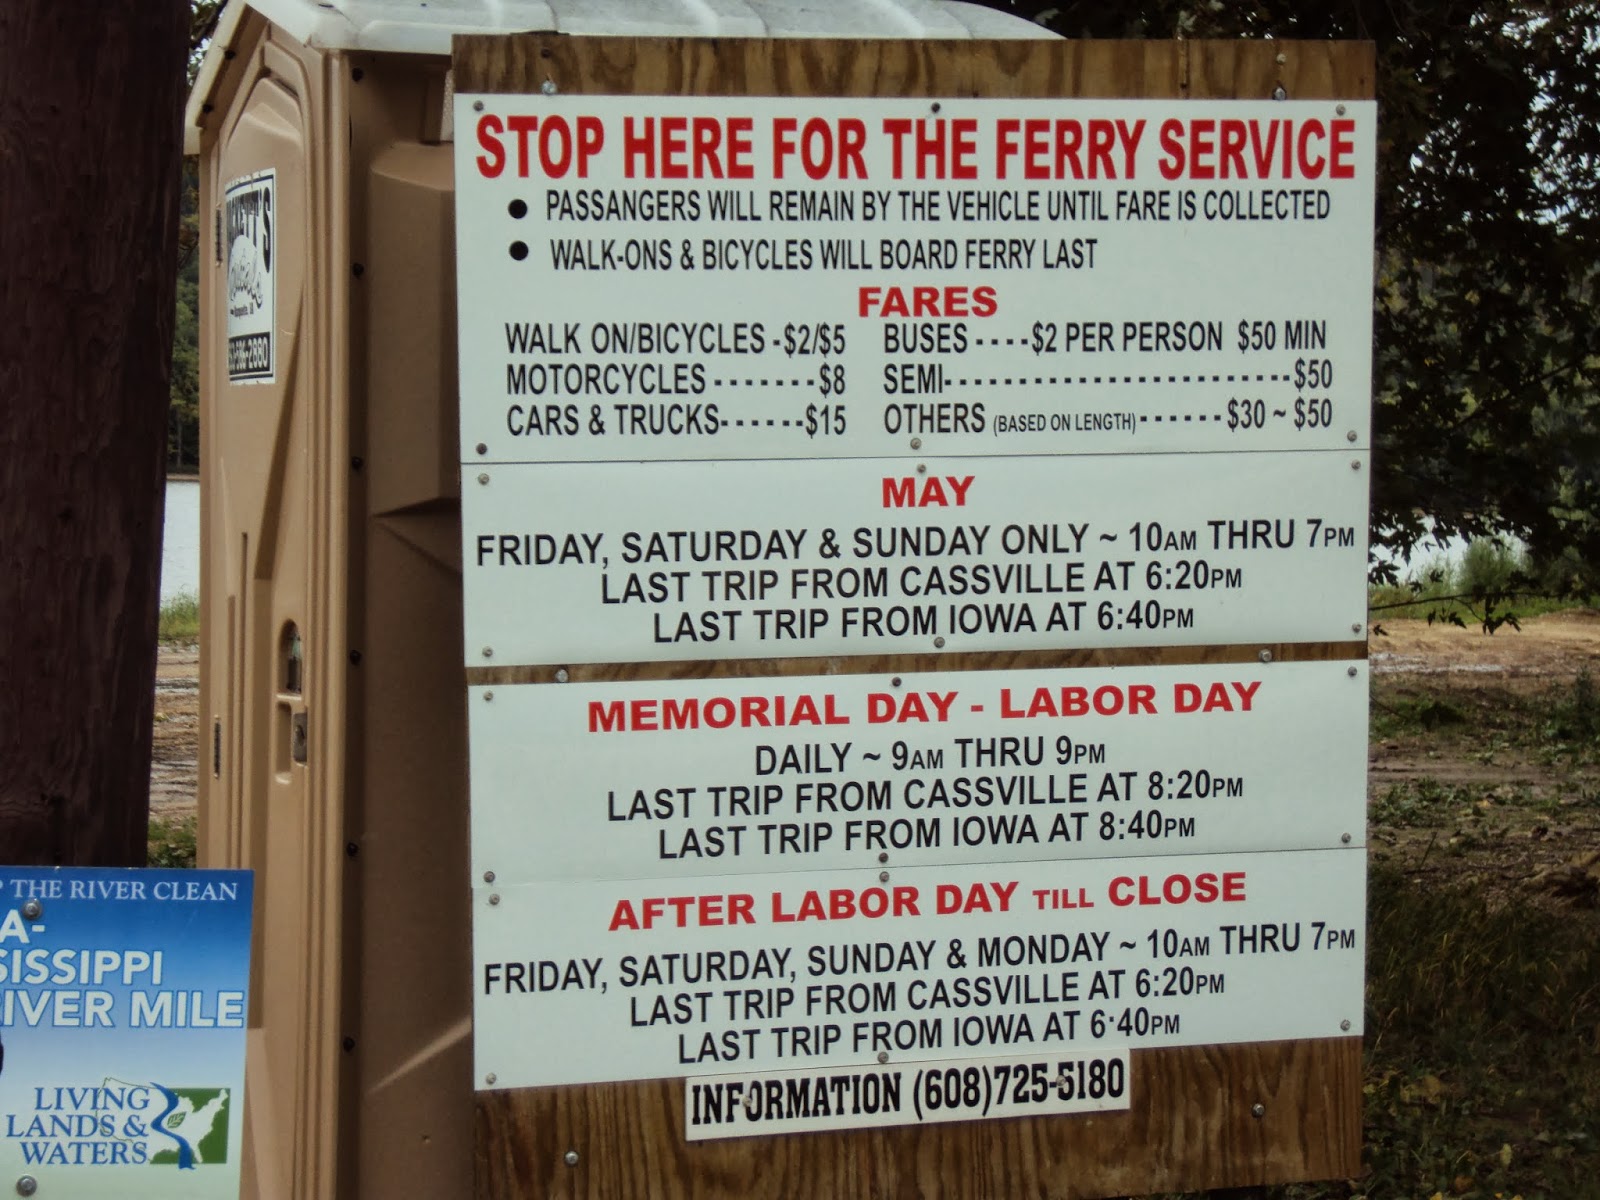 STOP HERE FOR THE FERRY SERVICE
● PASSANGERS WILL REMAIN BY THE VEHICLE UNTIL FARE IS COLLECTED
● WALK-ONS & BICYCLES WILL BOARD FERRY LAST
FARES
WALK ON/BICYCLES -$2/$5 BUSES ----$2 PER PERSON $50 MIN
MOTORCYCLES -------$8 SEMI------------------------$50
CARS & TRUCKS------$15 OTHERS (BASED ON LENGTH)------$30 ~ $50
MAY
FRIDAY, SATURDAY & SUNDAY ONLY ~ 10AM THRU 7PM
LAST TRIP FROM CASSVILLE AT 6:20PM
LAST TRIP FROM IOWA AT 6:40PM
MEMORIAL DAY - LABOR DAY
DAILY ~ 9AM THRU 9PM
LAST TRIP FROM CASSVILLE AT 8:20PM
LAST TRIP FROM IOWA AT 8:40PM
AFTER LABOR DAY TILL CLOSE
FRIDAY, SATURDAY, SUNDAY & MONDAY ~ 10AM THRU 7PM
LAST TRIP FROM CASSVILLE AT 6:20PM
LAST TRIP FROM IOWA AT 6:40PM
INFORMATION (608)725-5180
THE RIVER CLEAN
A-
SISSIPPI
IVER MILE
LIVING
LANDS &
WATERS